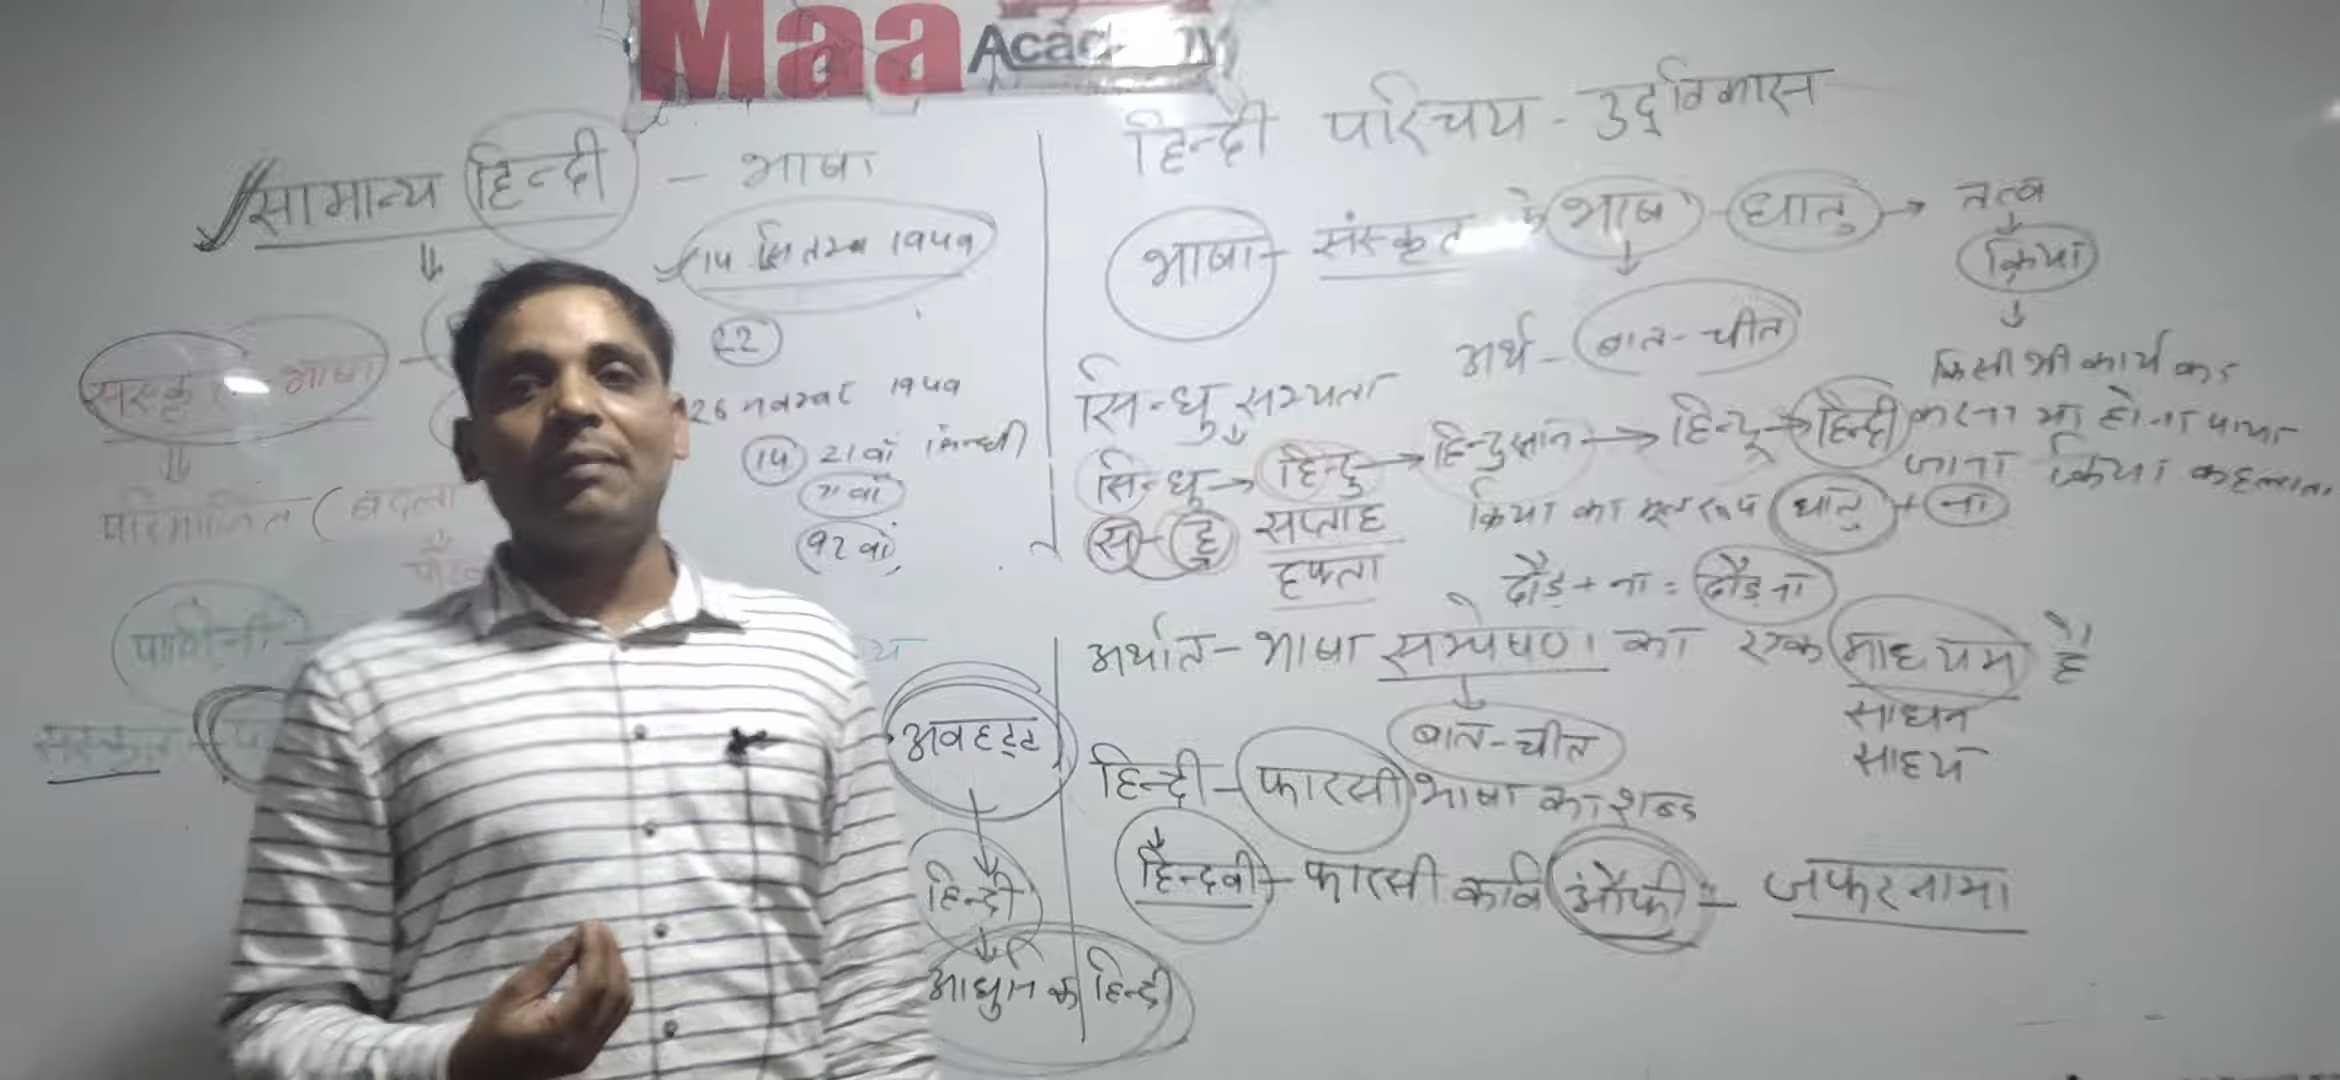 Maa Academy
सामान्य हिन्दी - भाषा
14 सितम्बर 1949
22
संस्कृत भाषा -
26 नवम्बर 1949
14 21वाँ सिन्धी
71वाँ
92वाँ
परिमार्जित (बदला
पाणिनी -
संस्कृत -
अवहट्ट
हिन्दी
आधुनिक हिन्दी
हिन्दी परिचय - उद्विकास
भाषा - संस्कृत के भाष - धातु → तत्व
क्रिया
अर्थ - बात-चीत
किसी भी कार्य का
करना या होना पाया
जाना क्रिया कहलाता
सिन्धु सभ्यता
सिन्धु → हिन्दु → हिन्दुस्तान → हिन्दू → हिन्दी
स - ह सप्ताह
हफ्ता
क्रिया का मूल रूप धातु + ना
दौड़ + ना = दौड़ना
अर्थात - भाषा सम्प्रेषण का एक माध्यम है
साधन
साध्य
बात-चीत
हिन्दी - फारसी भाषा का शब्द
हिन्दवी - फारसी कवि औफी - जफरनामा